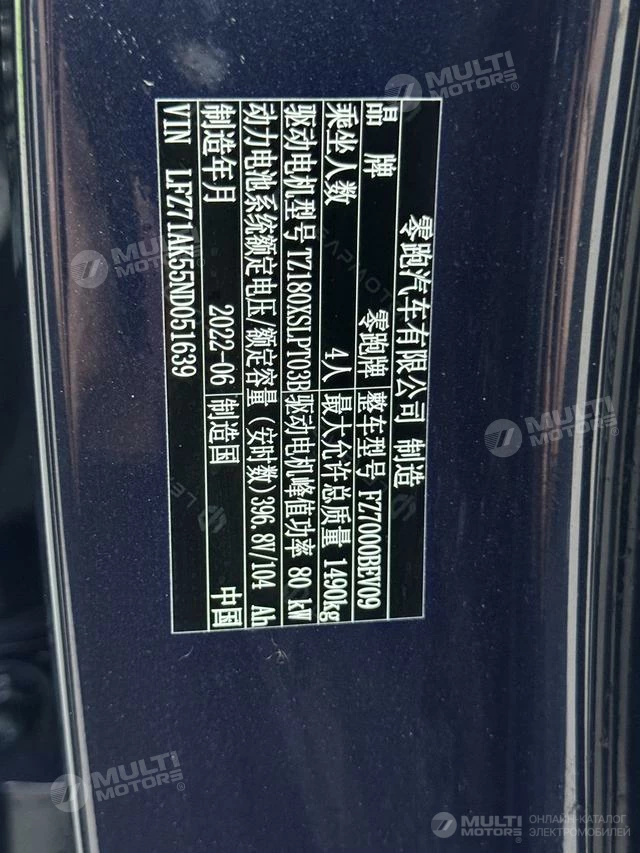 零跑汽车有限公司 制造
品 牌 零跑牌 整车型号 FZ7000BEV09
乘坐人数 4人 最大允许总质量 1490kg
驱动电机型号 TZ180XSLPT03B 驱动电机峰值功率 80 kW
动力电池系统额定电压/额定容量(安时数) 396.8V/104 Ah
制造年月 2022-06 制造国 中国
VIN LFZ71AK55ND051639
MULTI MOTORS
MULTI MOTORS
MULTI MOTORS
MULTI MOTORS
MULTI MOTORS
ОНЛАЙН-КАТАЛОГ
ЭЛЕКТРОМОБИЛЕЙ